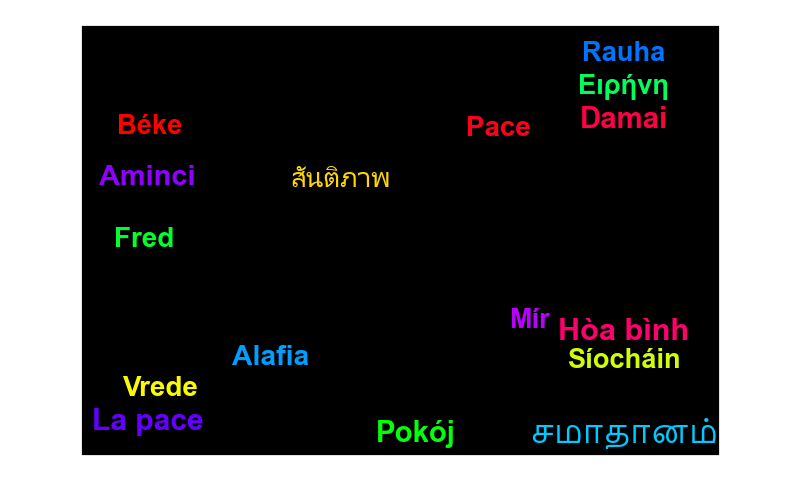 Rauha
Ειρήνη
Damai
Béke
Pace
Aminci
สันติภาพ
Fred
Mír
Hòa bình
Síocháin
Alafia
Vrede
La pace
Pokój
சமாதானம்